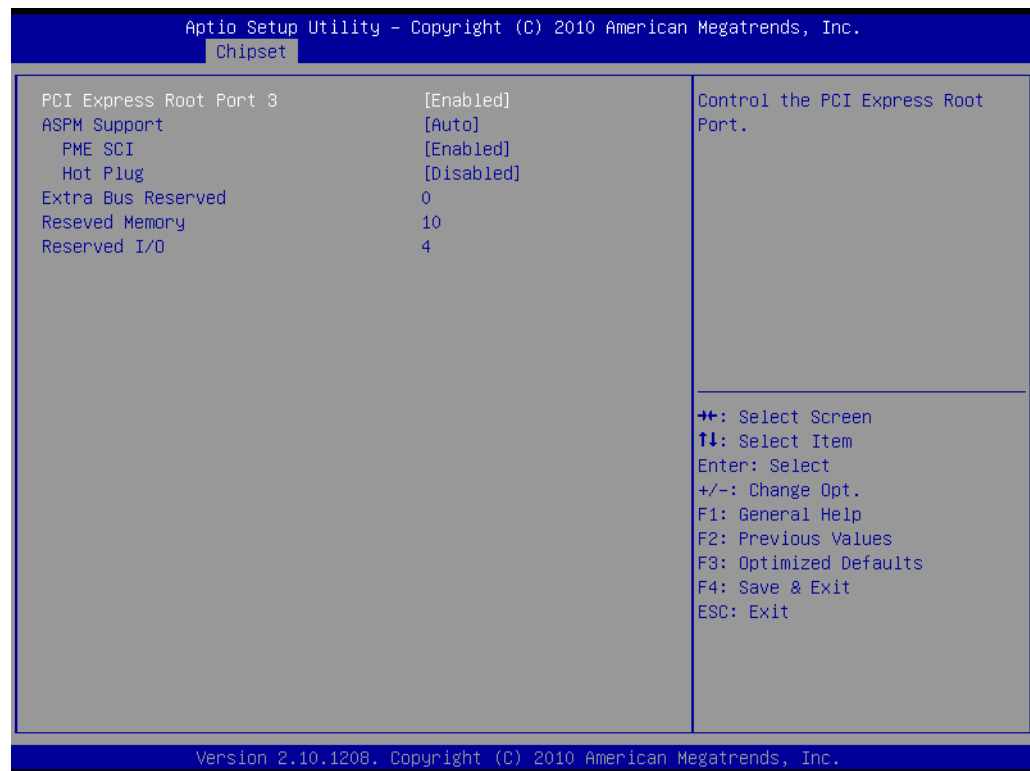 Aptio Setup Utility – Copyright (C) 2010 American Megatrends, Inc.
Chipset
PCI Express Root Port 3 [Enabled]
ASPM Support [Auto]
PME SCI [Enabled]
Hot Plug [Disabled]
Extra Bus Reserved 0
Reseved Memory 10
Reserved I/O 4
Control the PCI Express Root
Port.
→←: Select Screen
↑↓: Select Item
Enter: Select
+/-: Change Opt.
F1: General Help
F2: Previous Values
F3: Optimized Defaults
F4: Save & Exit
ESC: Exit
Version 2.10.1208. Copyright (C) 2010 American Megatrends, Inc.